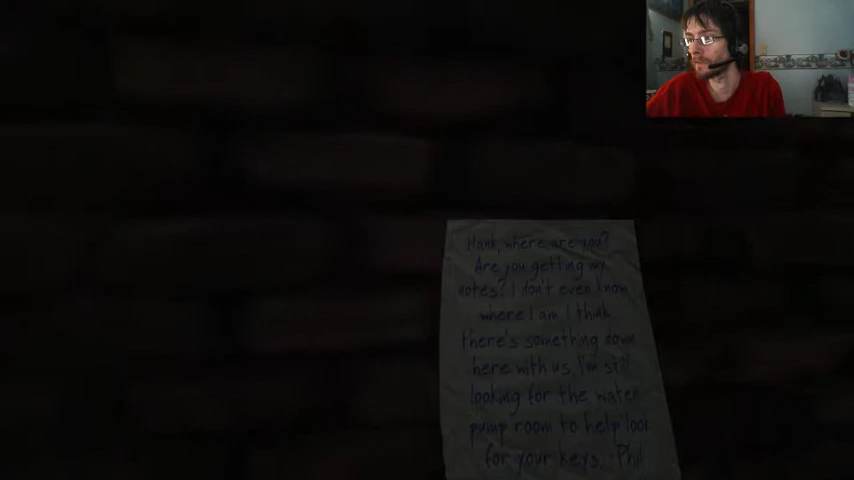 Hank, where are you?
Are you getting my
notes? I don't even know
where I am. I think
there's something down
here with us. I'm still
looking for the water
pump room to help look
for your keys. -Phil